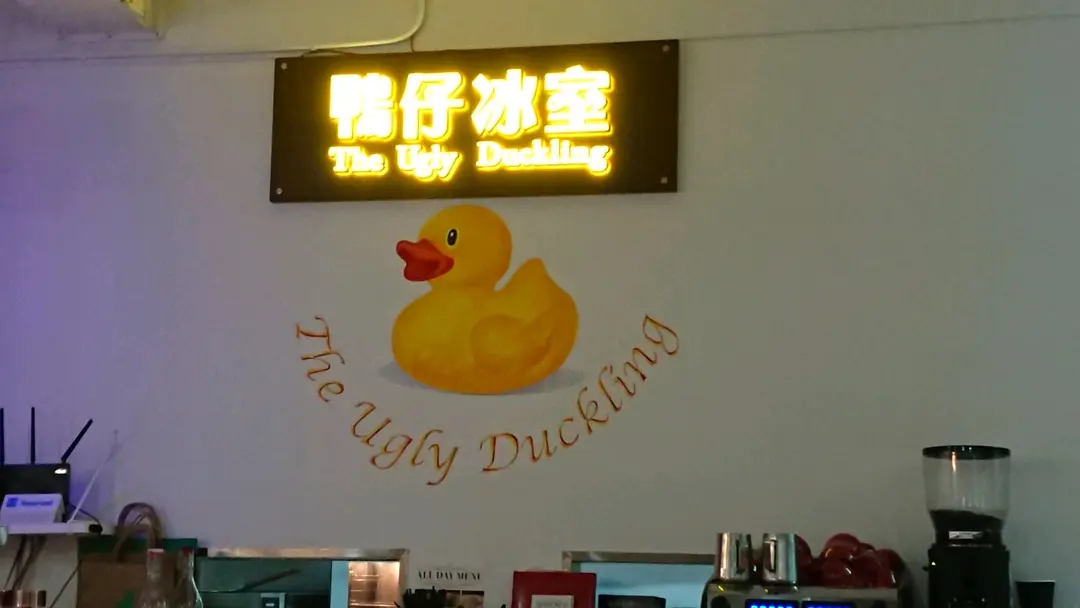 鴨仔冰室
The Ugly Duckling
The Ugly Duckling
ALL DAY MENU